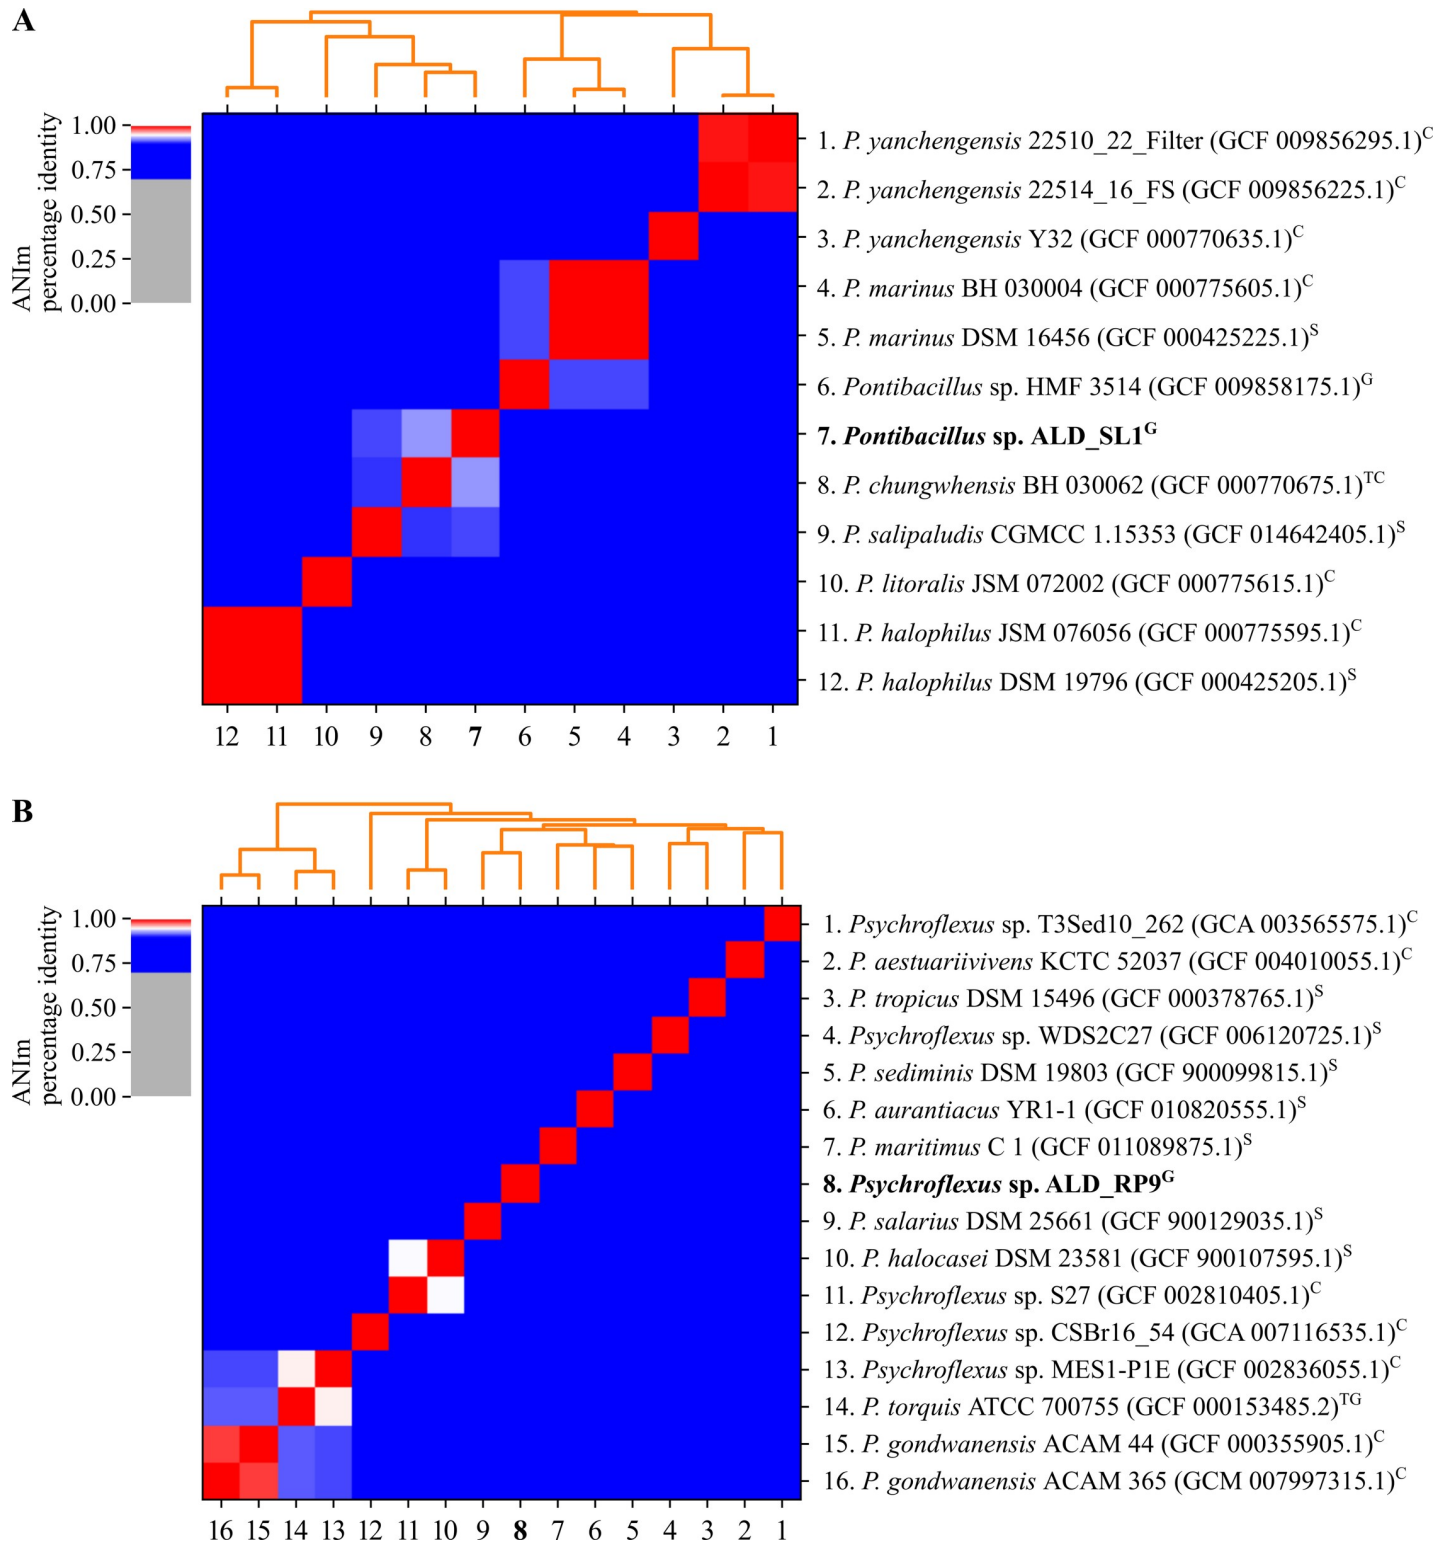 A
ANIm
percentage identity
1.00
0.75
0.50
0.25
0.00
1. P. yanchengensis 22510_22_Filter (GCF 009856295.1)C
2. P. yanchengensis 22514_16_FS (GCF 009856225.1)C
3. P. yanchengensis Y32 (GCF 000770635.1)C
4. P. marinus BH 030004 (GCF 000775605.1)C
5. P. marinus DSM 16456 (GCF 000425225.1)S
6. Pontibacillus sp. HMF 3514 (GCF 009858175.1)G
7. Pontibacillus sp. ALD_SL1G
8. P. chungwhensis BH 030062 (GCF 000770675.1)TC
9. P. salipaludis CGMCC 1.15353 (GCF 014642405.1)S
10. P. litoralis JSM 072002 (GCF 000775615.1)C
11. P. halophilus JSM 076056 (GCF 000775595.1)C
12. P. halophilus DSM 19796 (GCF 000425205.1)S
12 11 10 9 8 7 6 5 4 3 2 1
B
ANIm
percentage identity
1.00
0.75
0.50
0.25
0.00
1. Psychroflexus sp. T3Sed10_262 (GCA 003565575.1)C
2. P. aestuariivivens KCTC 52037 (GCF 004010055.1)C
3. P. tropicus DSM 15496 (GCF 000378765.1)S
4. Psychroflexus sp. WDS2C27 (GCF 006120725.1)S
5. P. sediminis DSM 19803 (GCF 900099815.1)S
6. P. aurantiacus YR1-1 (GCF 010820555.1)S
7. P. maritimus C 1 (GCF 011089875.1)S
8. Psychroflexus sp. ALD_RP9G
9. P. salarius DSM 25661 (GCF 900129035.1)S
10. P. halocasei DSM 23581 (GCF 900107595.1)S
11. Psychroflexus sp. S27 (GCF 002810405.1)C
12. Psychroflexus sp. CSBr16_54 (GCA 007116535.1)C
13. Psychroflexus sp. MES1-P1E (GCF 002836055.1)C
14. P. torquis ATCC 700755 (GCF 000153485.2)TG
15. P. gondwanensis ACAM 44 (GCF 000355905.1)C
16. P. gondwanensis ACAM 365 (GCM 007997315.1)C
16 15 14 13 12 11 10 9 8 7 6 5 4 3 2 1